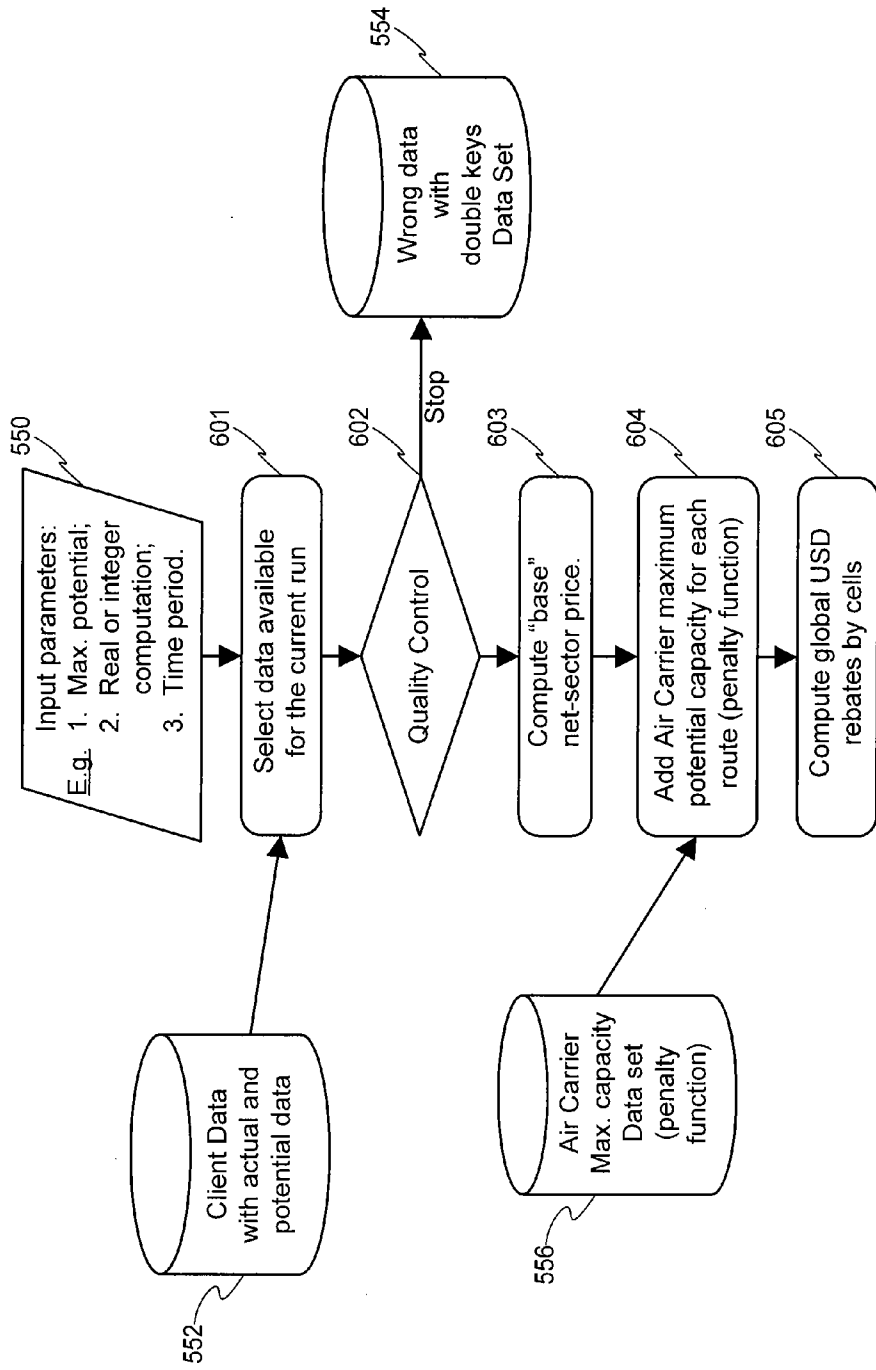 550
Input parameters:
E.g. 1. Max. potential;
2. Real or integer
computation;
3. Time period.
552
Client Data
with actual and
potential data
601
Select data available
for the current run
602
Quality Control
Stop
554
Wrong data
with
double keys
Data Set
603
Compute “base”
net-sector price.
556
Air Carrier
Max. capacity
Data set
(penalty
function)
604
Add Air Carrier maximum
potential capacity for each
route (penalty function)
605
Compute global USD
rebates by cells